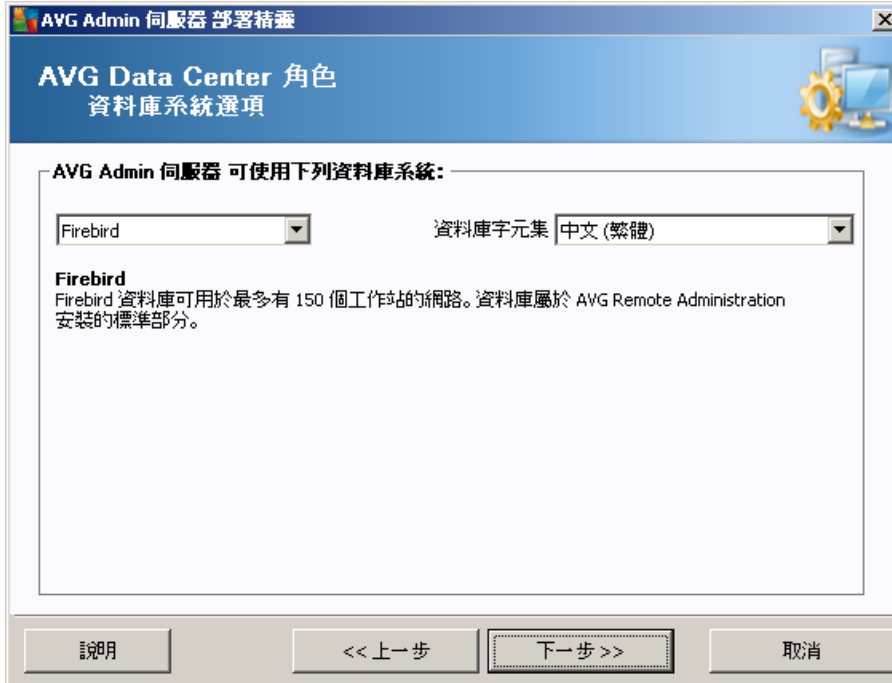 AVG Admin 伺服器 部署精靈
AVG Data Center 角色
資料庫系統選項
AVG Admin 伺服器 可使用下列資料庫系統:
Firebird
資料庫字元集 中文 (繁體)
Firebird
Firebird 資料庫可用於最多有 150 個工作站的網路。資料庫屬於 AVG Remote Administration
安裝的標準部分。
說明
<< 上一步
下一步 >>
取消